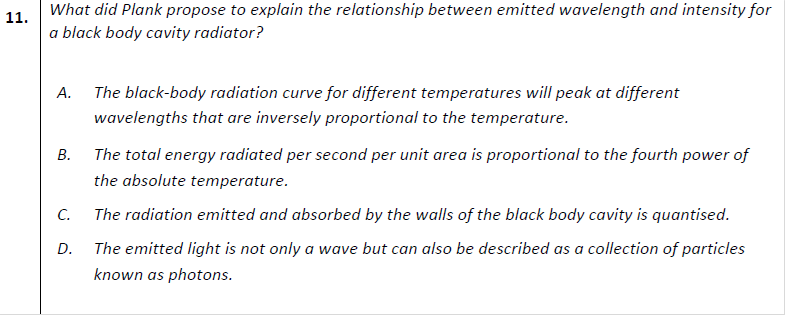 11. What did Plank propose to explain the relationship between emitted wavelength and intensity for
a black body cavity radiator?
A. The black-body radiation curve for different temperatures will peak at different
wavelengths that are inversely proportional to the temperature.
B. The total energy radiated per second per unit area is proportional to the fourth power of
the absolute temperature.
C. The radiation emitted and absorbed by the walls of the black body cavity is quantised.
D. The emitted light is not only a wave but can also be described as a collection of particles
known as photons.